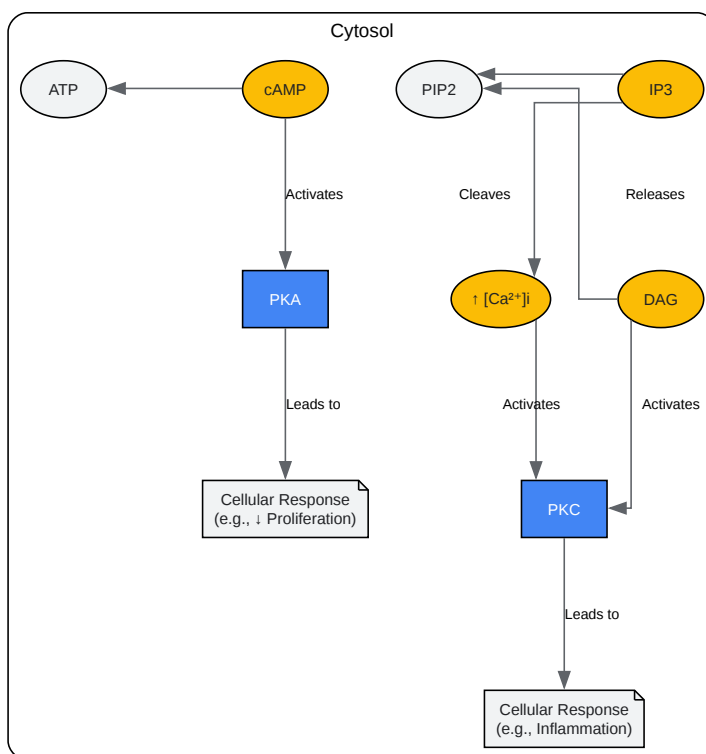 Cytosol
ATP
cAMP
PIP2
IP3
Activates
Cleaves
Releases
PKA
↑ [Ca²⁺]i
DAG
Leads to
Activates
Activates
Cellular Response
(e.g., ↓ Proliferation)
PKC
Leads to
Cellular Response
(e.g., Inflammation)